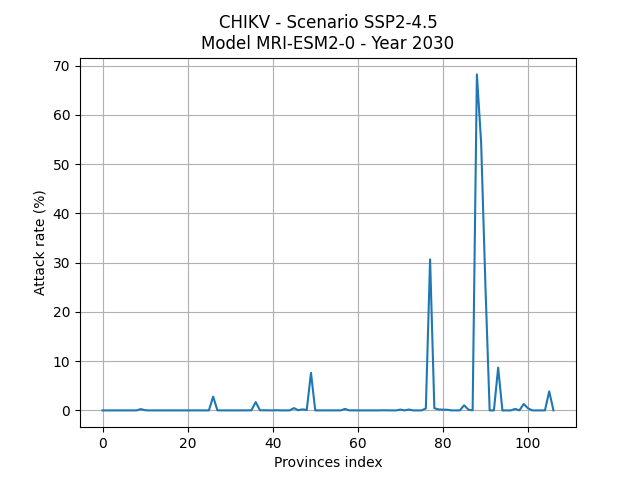 CHIKV - Scenario SSP2-4.5
Model MRI-ESM2-0 - Year 2030
70
60
50
40
30
20
10
0
Attack rate (%)
0 20 40 60 80 100
Provinces index